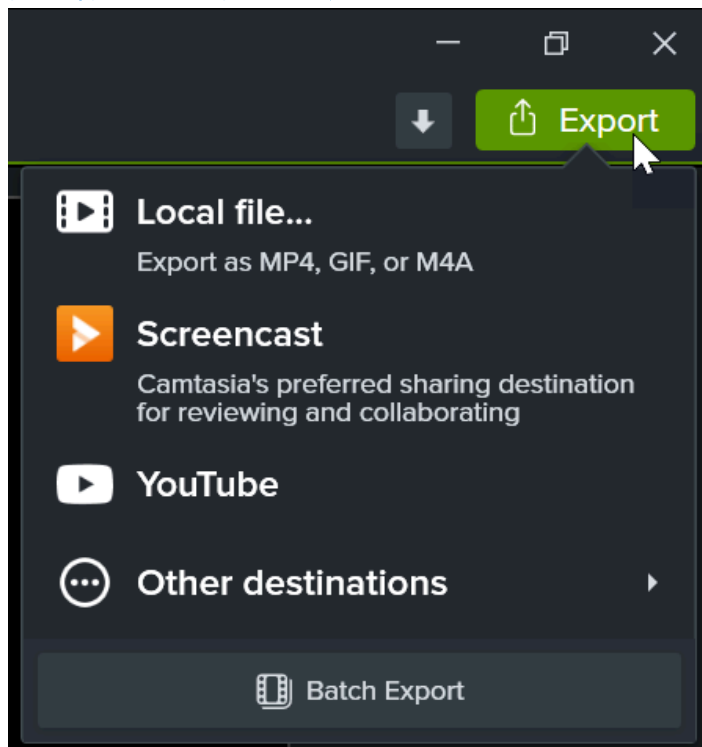 Export
Local file...
Export as MP4, GIF, or M4A
Screencast
Camtasia's preferred sharing destination
for reviewing and collaborating
YouTube
Other destinations
Batch Export